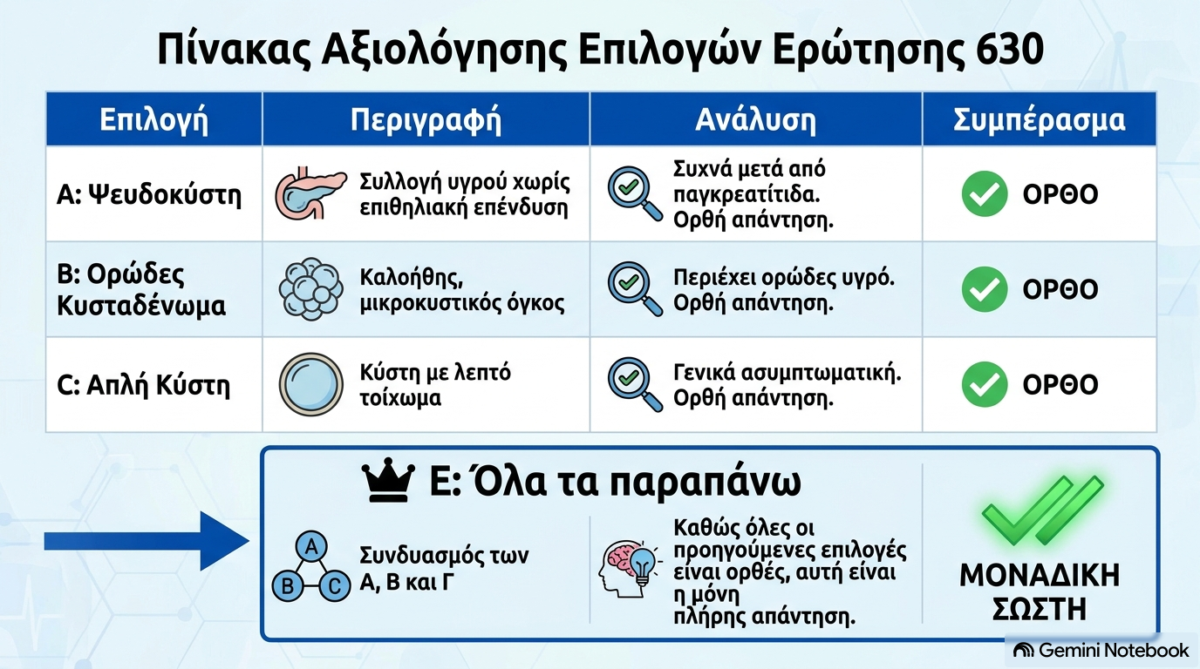 Πίνακας Αξιολόγησης Επιλογών Ερώτησης 630
Επιλογή
Περιγραφή
Ανάλυση
Συμπέρασμα
A: Ψευδοκύστη
Συλλογή υγρού χωρίς
επιθηλιακή επένδυση
Συχνά μετά από
παγκρεατίτιδα.
Ορθή απάντηση.
ΟΡΘΟ
B: Ορώδες
Κυσταδένωμα
Καλοήθης,
μικροκυστικός όγκος
Περιέχει ορώδες υγρό.
Ορθή απάντηση.
ΟΡΘΟ
C: Απλή Κύστη
Κύστη με λεπτό
τοίχωμα
Γενικά ασυμπτωματική.
Ορθή απάντηση.
ΟΡΘΟ
E: Όλα τα παραπάνω
A
B
C
Συνδυασμός των
A, B και Γ
Καθώς όλες οι
προηγούμενες επιλογές
είναι ορθές, αυτή είναι
η μόνη
πλήρης απάντηση.
ΜΟΝΑΔΙΚΗ
ΣΩΣΤΗ
Gemini Notebook